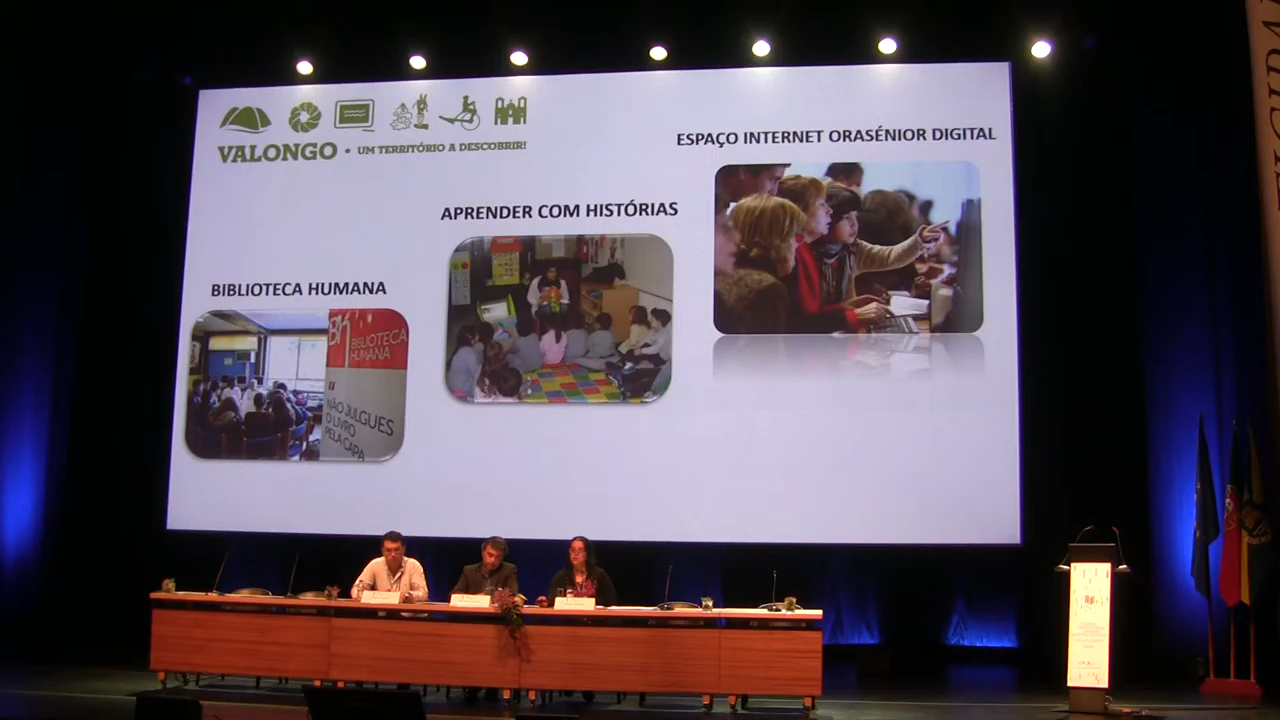 VALONGO • UM TERRITÓRIO A DESCOBRIR!
ESPAÇO INTERNET ORASÉNIOR DIGITAL
APRENDER COM HISTÓRIAS
BIBLIOTECA HUMANA
BH BIBLIOTECA
HUMANA
NÃO JULGUES
O LIVRO
PELA CAPA